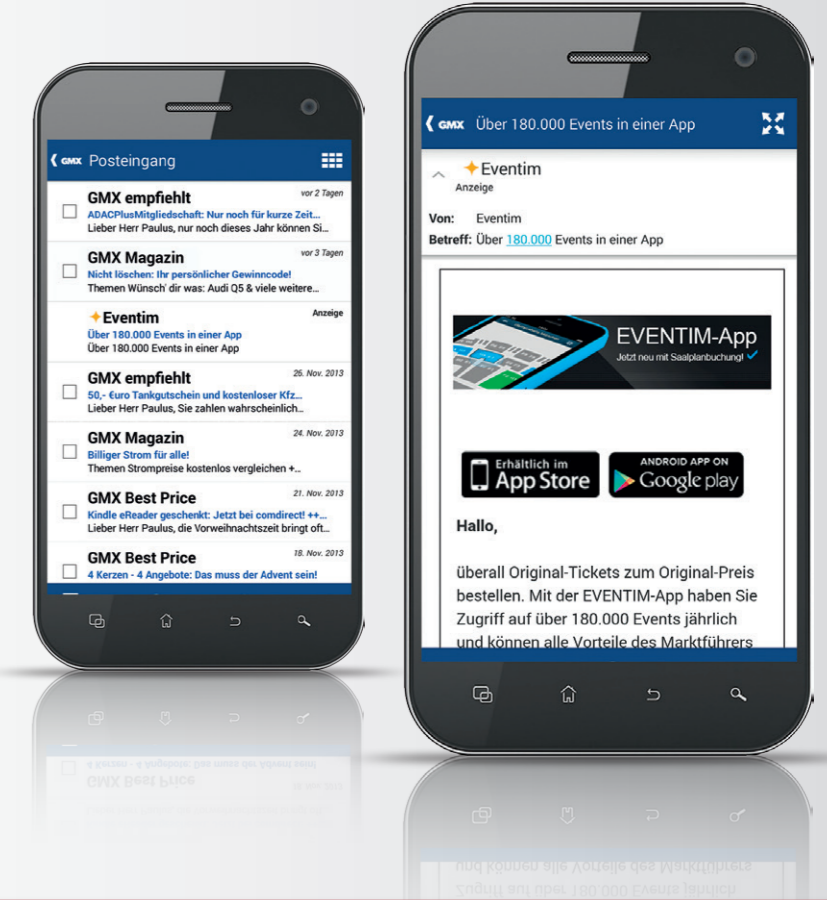 GMX Posteingang
GMX empfiehlt
vor 2 Tagen
ADACPlusMitgliedschaft: Nur noch für kurze Zeit...
Lieber Herr Paulus, nur noch dieses Jahr können Si...
GMX Magazin
vor 3 Tagen
Nicht löschen: Ihr persönlicher Gewinncode!
Themen Wünsch' dir was: Audi Q5 & viele weitere...
Eventim
Anzeige
Über 180.000 Events in einer App
Über 180.000 Events in einer App
GMX empfiehlt
26. Nov. 2013
50,- €uro Tankgutschein und kostenloser Kfz...
Lieber Herr Paulus, Sie zahlen wahrscheinlich...
GMX Magazin
24. Nov. 2013
Billiger Strom für alle!
Themen Strompreise kostenlos vergleichen +...
GMX Best Price
21. Nov. 2013
Kindle eReader geschenkt: Jetzt bei comdirect! ++...
Lieber Herr Paulus, die Vorweihnachtszeit bringt oft...
GMX Best Price
18. Nov. 2013
4 Kerzen - 4 Angebote: Das muss der Advent sein!
GMX Über 180.000 Events in einer App
Eventim
Anzeige
Von: Eventim
Betreff: Über 180.000 Events in einer App
EVENTIM-App
Jetzt neu mit Saalplanbuchung!
Erhältlich im
App Store
ANDROID APP ON
Google play
Hallo,
überall Original-Tickets zum Original-Preis
bestellen. Mit der EVENTIM-App haben Sie
Zugriff auf über 180.000 Events jährlich
und können alle Vorteile des Marktführers